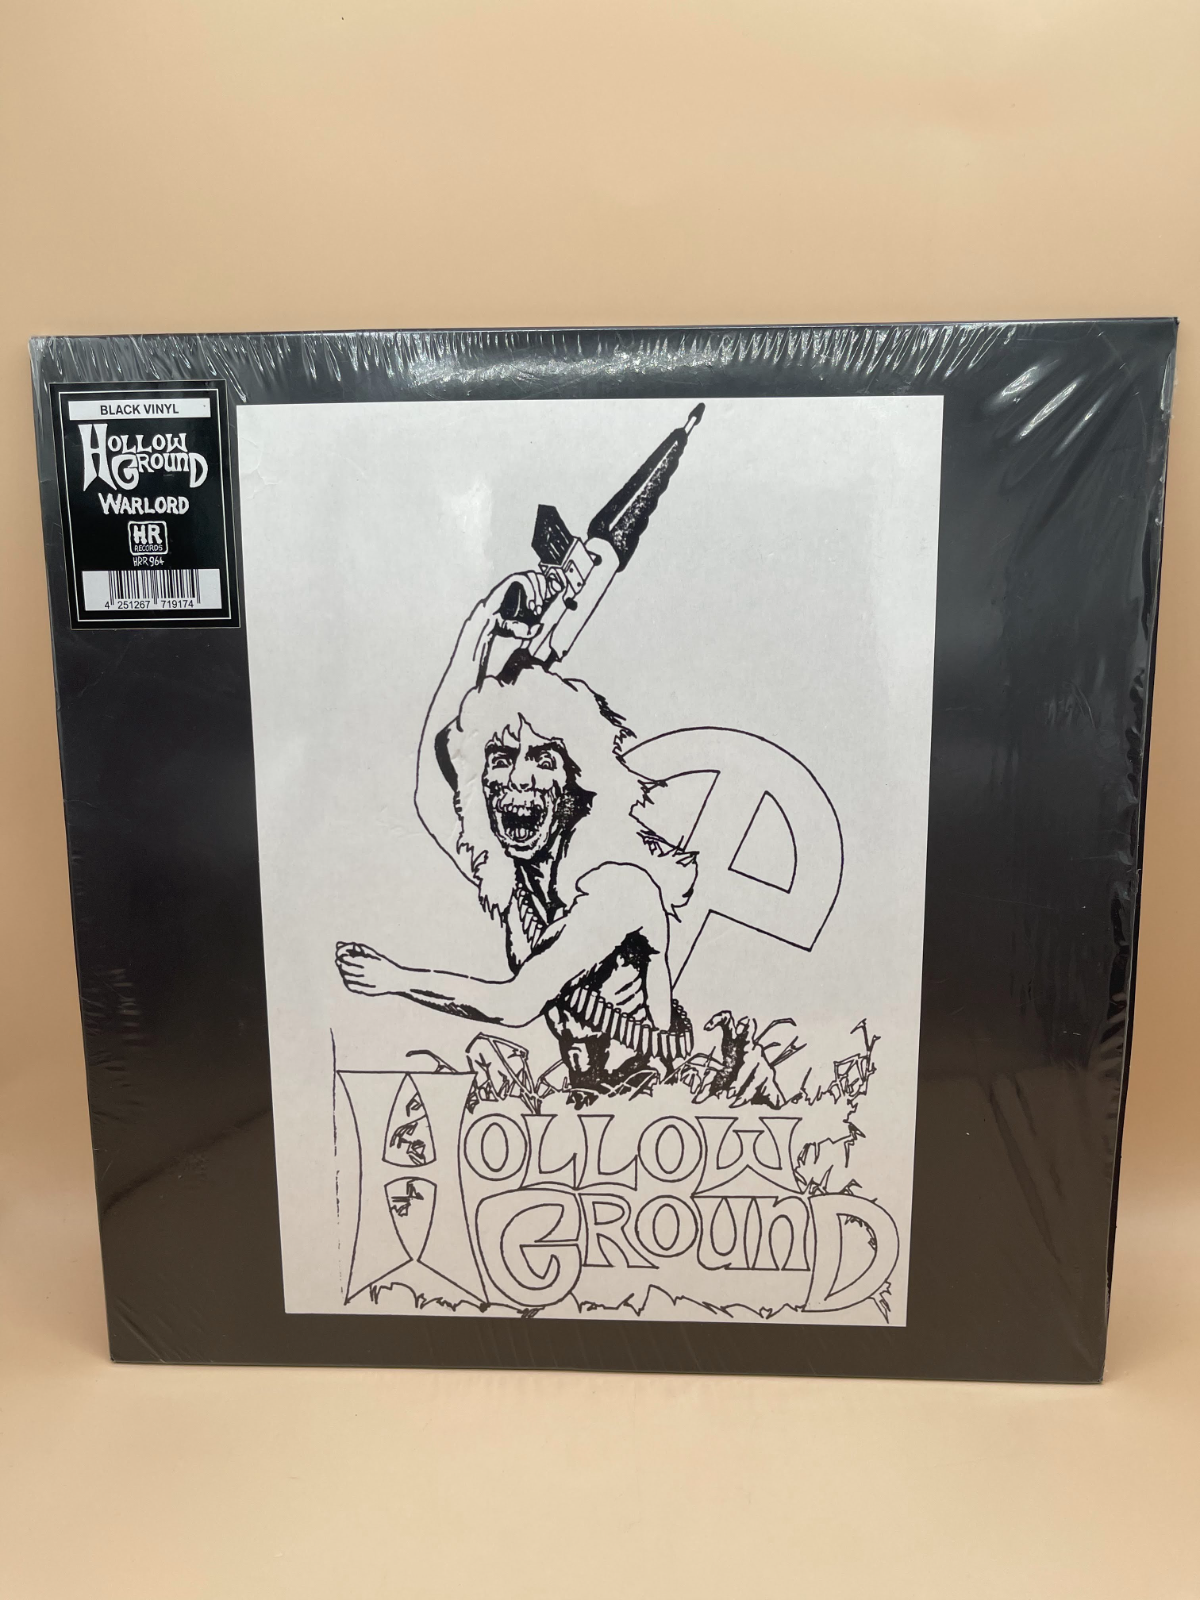 BLACK VINYL
HOLLOW
GROUND
WARLORD
HR
RECORDS
HRR 964
4 251267 719174
HOLLOW
GROUND